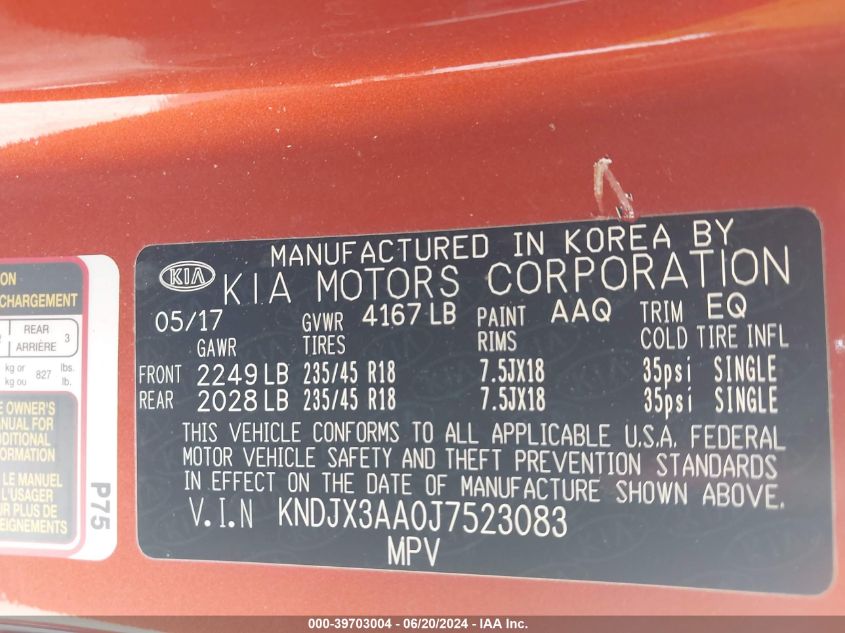 MANUFACTURED IN KOREA BY
KIA KIA MOTORS CORPORATION
05/17 GVWR 4167 LB PAINT AAQ TRIM EQ
GAWR TIRES RIMS COLD TIRE INFL
FRONT 2249 LB 235/45 R18 7.5JX18 35psi SINGLE
REAR 2028 LB 235/45 R18 7.5JX18 35psi SINGLE
THIS VEHICLE CONFORMS TO ALL APPLICABLE U.S.A. FEDERAL
MOTOR VEHICLE SAFETY AND THEFT PREVENTION STANDARDS
IN EFFECT ON THE DATE OF MANUFACTURE SHOWN ABOVE.
V.I.N KNDJX3AA0J7523083
MPV
CHARGEMENT
REAR 3
ARRIÈRE
kg or 827 lbs.
kg ou lb.
OWNER'S
MANUAL FOR
ADDITIONAL
INFORMATION
LE MANUEL
L'USAGER
PLUS DE
P75
000-39703004 - 06/20/2024 - IAA Inc.